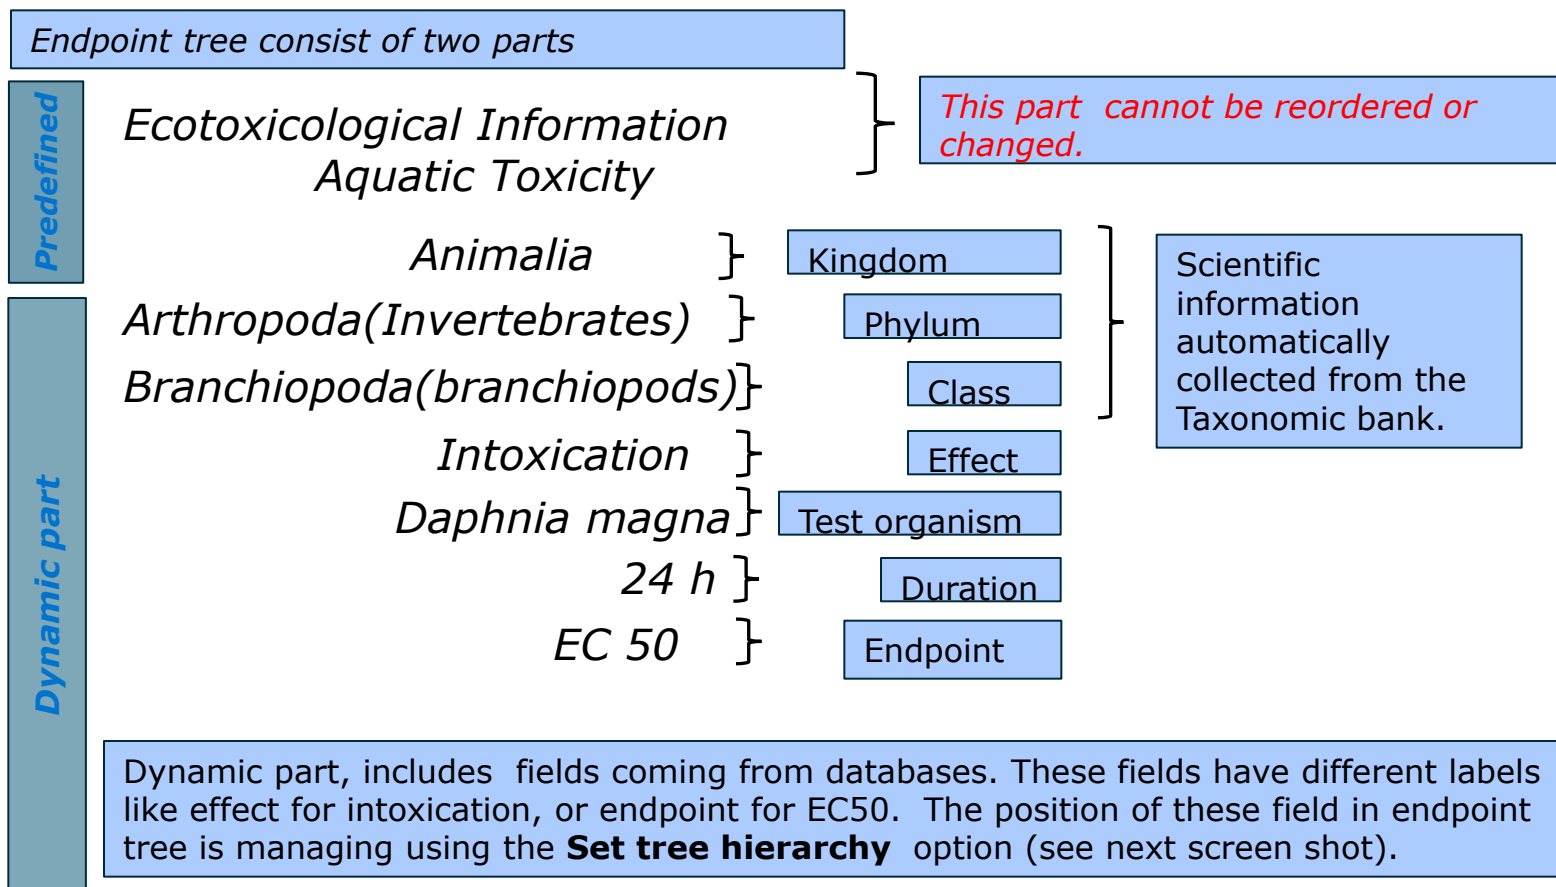 Endpoint tree consist of two parts
Predefined
Ecotoxicological Information
Aquatic Toxicity
This part cannot be reordered or
changed.
Animalia
Kingdom
Scientific
information
automatically
collected from the
Taxonomic bank.
Dynamic part
Arthropoda(Invertebrates)
Phylum
Branchiopoda(branchiopods)
Class
Intoxication
Effect
Daphnia magna
Test organism
24 h
Duration
EC 50
Endpoint
Dynamic part, includes fields coming from databases. These fields have different labels
like effect for intoxication, or endpoint for EC50. The position of these field in endpoint
tree is managing using the Set tree hierarchy option (see next screen shot).